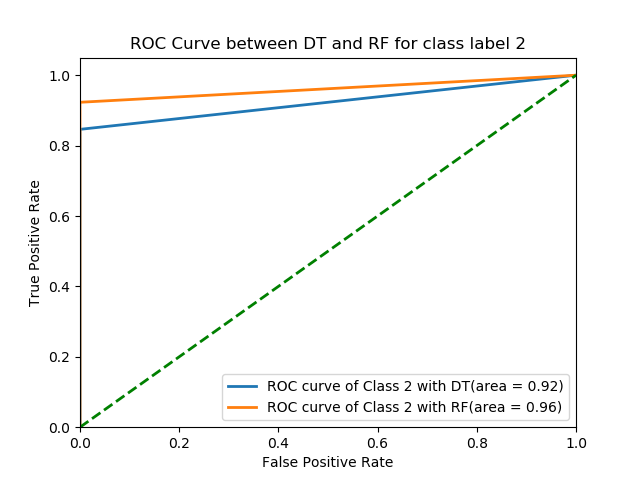 ROC Curve between DT and RF for class label 2
1.0
0.8
0.6
0.4
0.2
0.0
True Positive Rate
ROC curve of Class 2 with DT(area = 0.92)
ROC curve of Class 2 with RF(area = 0.96)
0.0 0.2 0.4 0.6 0.8 1.0
False Positive Rate